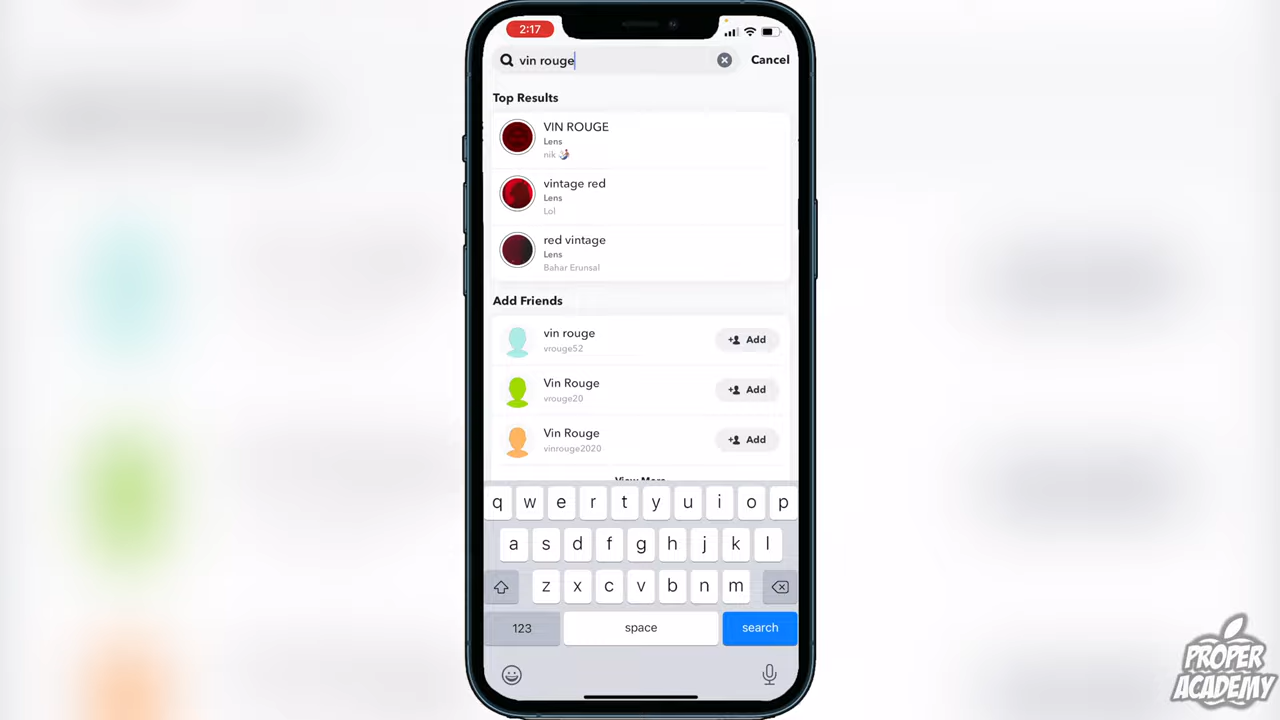 2:17
vin rouge
Cancel
Top Results
VIN ROUGE
Lens
nik
vintage red
Lens
Lol
red vintage
Lens
Bahar Erunsal
Add Friends
vin rouge
vrouge52
Add
Vin Rouge
vrouge20
Add
Vin Rouge
vinrouge2020
Add
View More
q w e r t y u i o p
a s d f g h j k l
z x c v b n m
123
space
search
PROPER
ACADEMY